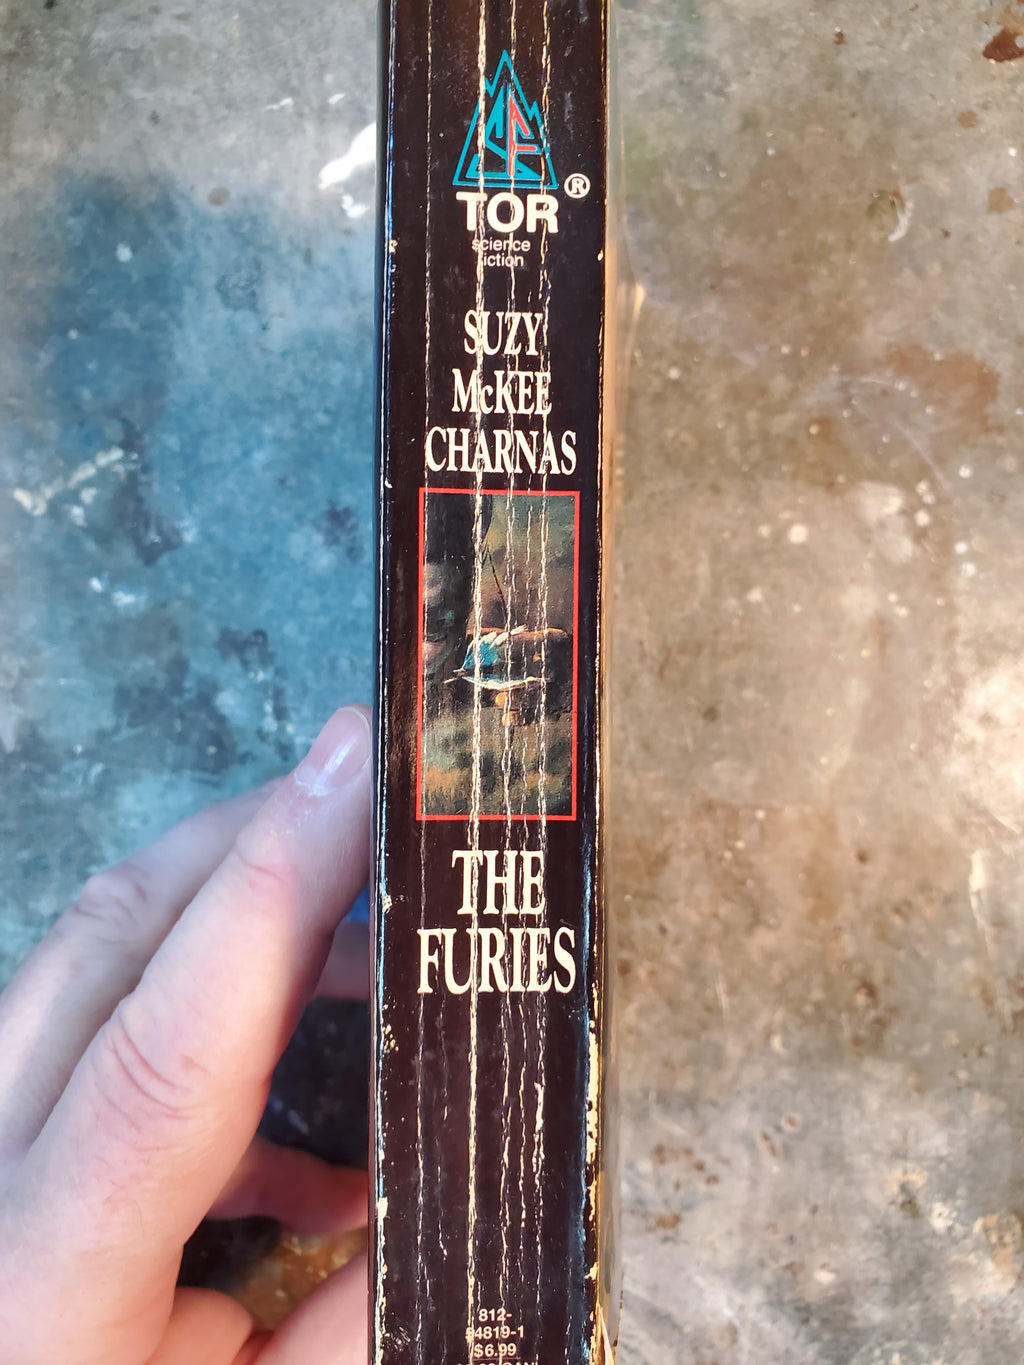 SF
TOR®
science
fiction
SUZY
McKEE
CHARNAS
THE
FURIES
812-
54819-1
$6.99